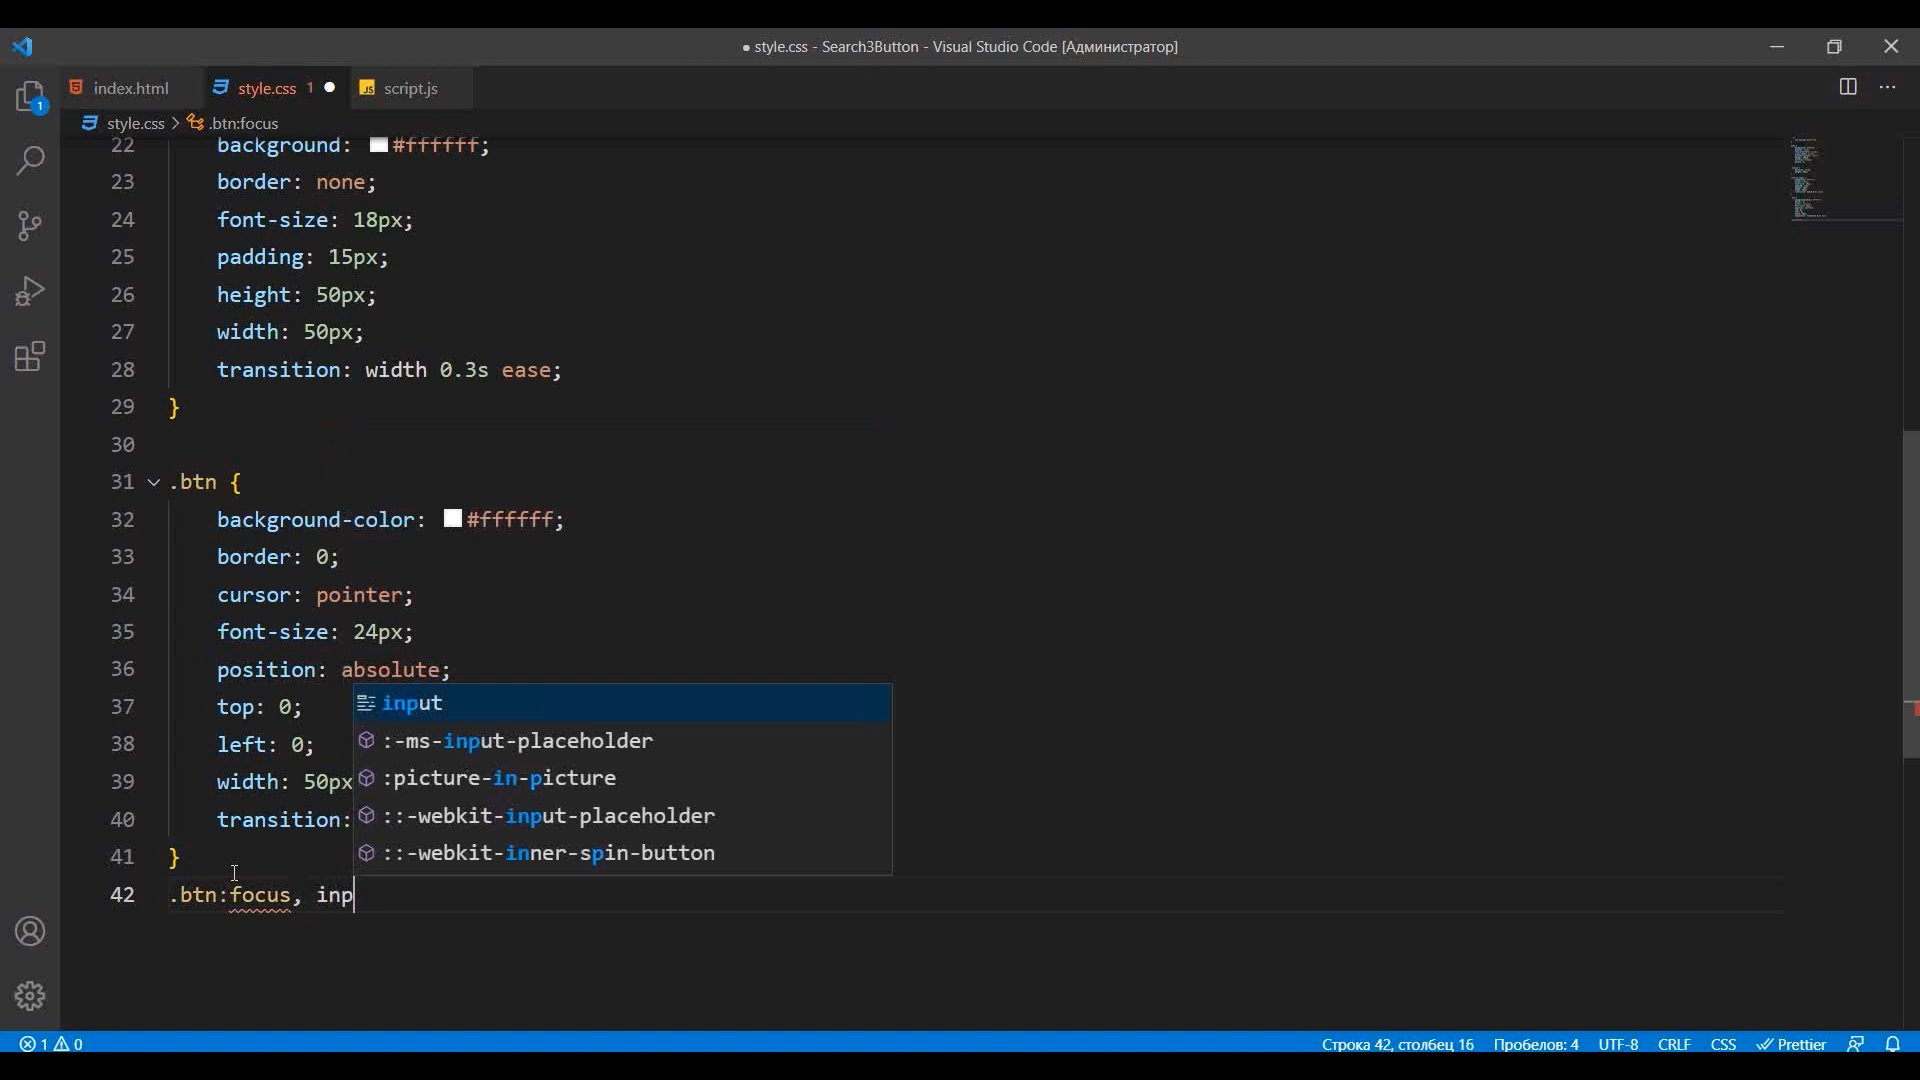 ● style.css - Search3Button - Visual Studio Code [Администратор]
index.html style.css 1 JS script.js
style.css > .btn:focus
1
22 background: #ffffff;
23 border: none;
24 font-size: 18px;
25 padding: 15px;
26 height: 50px;
27 width: 50px;
28 transition: width 0.3s ease;
29 }
30
31 .btn {
32 background-color: #ffffff;
33 border: 0;
34 cursor: pointer;
35 font-size: 24px;
36 position: absolute;
37 top: 0;
38 left: 0;
39 width: 50px
40 transition:
41 }
42 .btn:focus, inp
input
:-ms-input-placeholder
:picture-in-picture
::-webkit-input-placeholder
::-webkit-inner-spin-button
1 0 Строка 42, столбец 16 Пробелов: 4 UTF-8 CRLF CSS Prettier